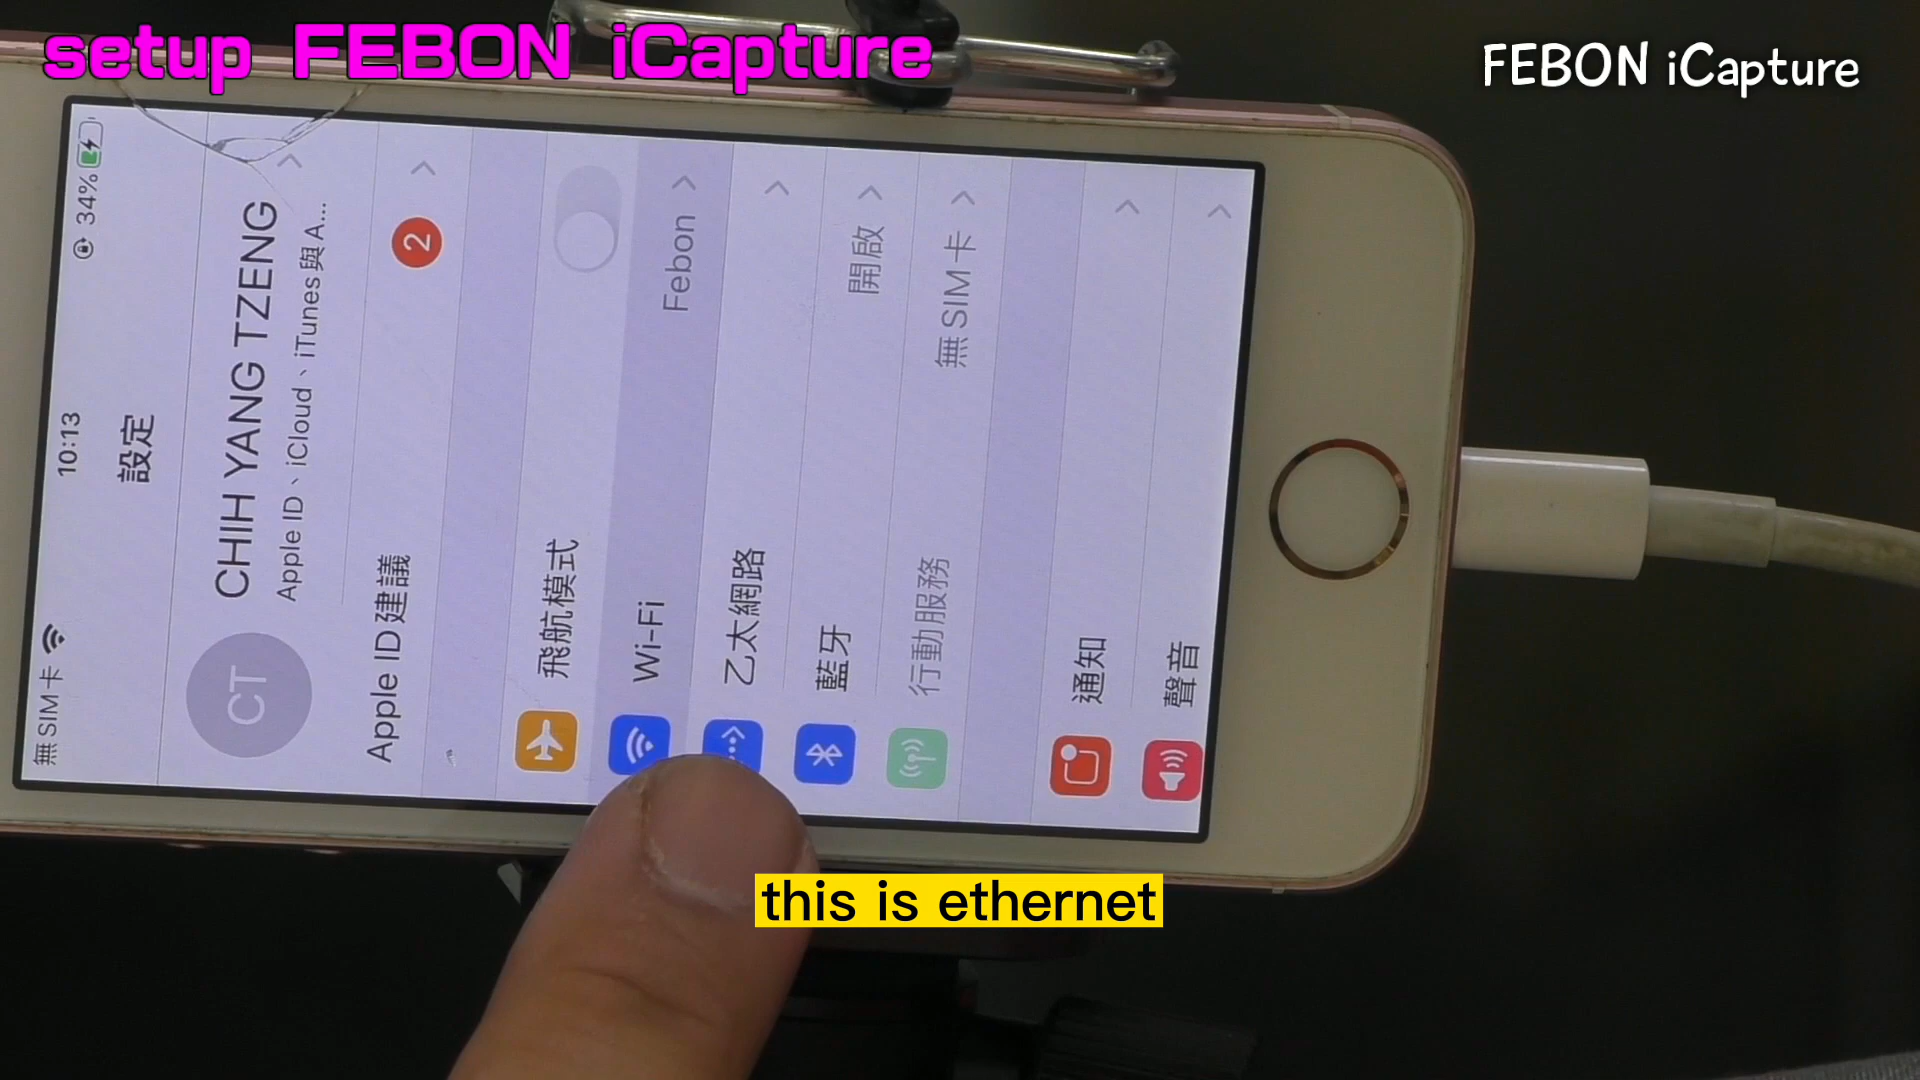 setup FEBON iCapture
FEBON iCapture
無 SIM 卡 10:13 34%
設定
CT
CHIH YANG TZENG
Apple ID、iCloud、iTunes 與 A...
Apple ID 建議 2
飛航模式
Wi-Fi Febon
乙太網路
藍牙 開啟
行動服務 無 SIM 卡
通知
聲音
this is ethernet